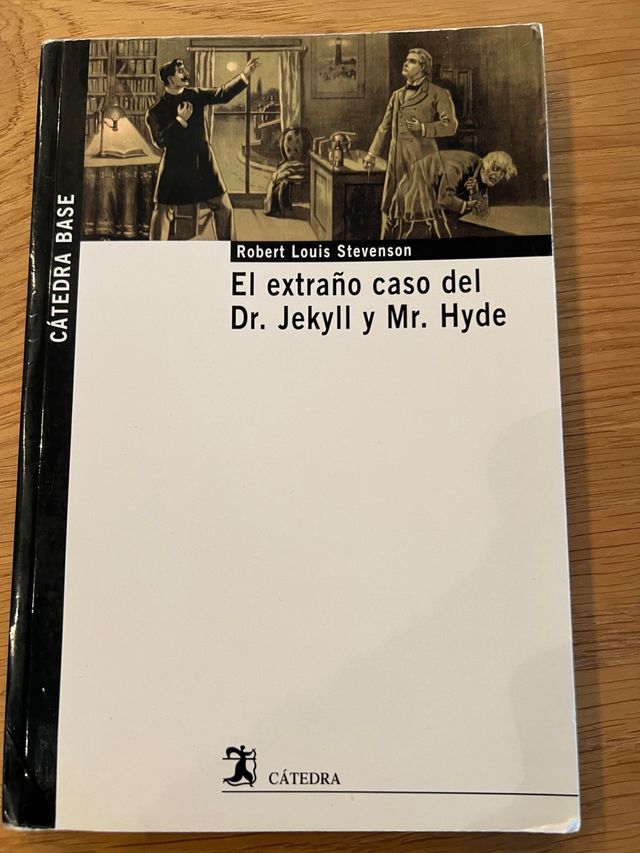 CÁTEDRA BASE
Robert Louis Stevenson
El extraño caso del
Dr. Jekyll y Mr. Hyde
CÁTEDRA